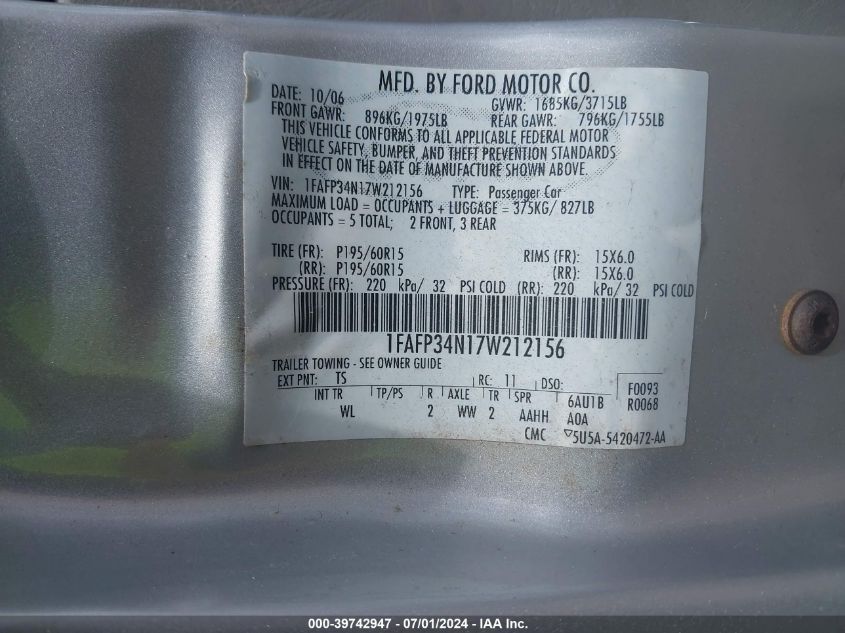 MFD. BY FORD MOTOR CO.
DATE: 10/06 GVWR: 1685KG/3715LB
FRONT GAWR: 896KG/1975LB REAR GAWR: 796KG/1755LB
THIS VEHICLE CONFORMS TO ALL APPLICABLE FEDERAL MOTOR
VEHICLE SAFETY, BUMPER, AND THEFT PREVENTION STANDARDS
IN EFFECT ON THE DATE OF MANUFACTURE SHOWN ABOVE.
VIN: 1FAFP34N17W212156 TYPE: Passenger Car
MAXIMUM LOAD = OCCUPANTS + LUGGAGE = 375KG/ 827LB
OCCUPANTS = 5 TOTAL; 2 FRONT, 3 REAR
TIRE (FR): P195/60R15 RIMS (FR): 15X6.0
(RR): P195/60R15 (RR): 15X6.0
PRESSURE (FR): 220 kPa/ 32 PSI COLD (RR): 220 kPa/ 32 PSI COLD
1FAFP34N17W212156
TRAILER TOWING - SEE OWNER GUIDE
EXT PNT: TS RC: 11 DSO: F0093
INT TR TP/PS R AXLE TR SPR 6AU1B R0068
WL 2 WW 2 AAHH A0A
CMC ▽5U5A-5420472-AA
000-39742947 / 07/01/2024 - IAA Inc.